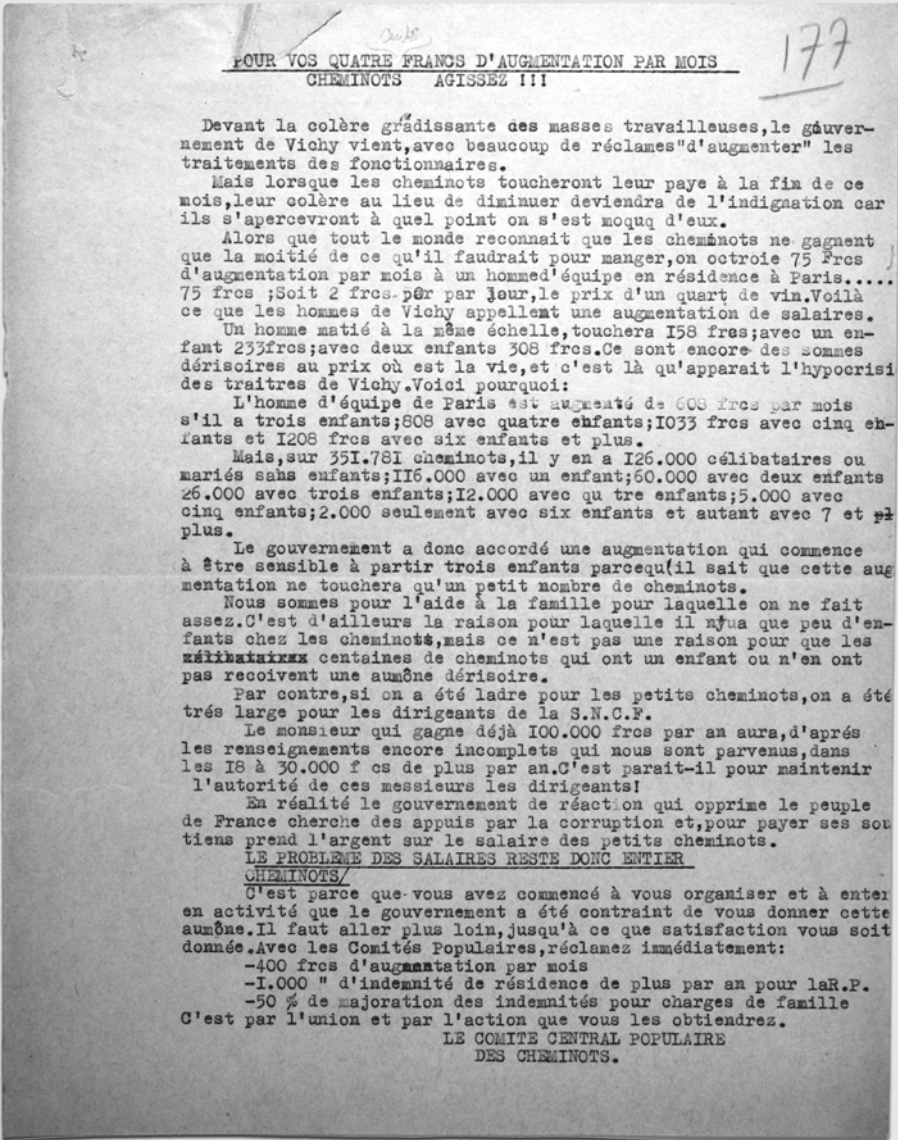 177
POUR VOS QUATRE FRANCS D'AUGMENTATION PAR MOIS
CHEMINOTS AGISSEZ !!!
Devant la colère gradissante des masses travailleuses,le gouver-
nement de Vichy vient,avec beaucoup de réclames"d'augmenter" les
traitements des fonctionnaires.
Mais lorsque les cheminots toucheront leur paye à la fin de ce
mois,leur colère au lieu de diminuer deviendra de l'indignation car
ils s'apercevront à quel point on s'est moquq d'eux.
Alors que tout le monde reconnait que les cheminots ne gagnent
que la moitié de ce qu'il faudrait pour manger,on octroie 75 Frcs
d'augmentation par mois à un hommed'équipe en résidence à Paris.....
75 frcs ;Soit 2 frcs par jour,le prix d'un quart de vin.Voilà
ce que les hommes de Vichy appellent une augmentation de salaires.
Un homme matié à la même échelle,touchera I58 frcs;avec un en-
fant 233frcs;avec deux enfants 308 frcs.Ce sont encore des sommes
dérisoires au prix où est la vie,et c'est là qu'apparait l'hypocrisi
des traitres de Vichy.Voici pourquoi:
L'homme d'équipe de Paris est augmenté de 608 frcs par mois
s'il a trois enfants;808 avec quatre enfants;I033 frcs avec cinq en-
fants et I208 frcs avec six enfants et plus.
Mais,sur 35I.78I cheminots,il y en a I26.000 célibataires ou
mariés sans enfants;II6.000 avec un enfant;60.000 avec deux enfants
26.000 avec trois enfants;I2.000 avec qu tre enfants;5.000 avec
cinq enfants;2.000 seulement avec six enfants et autant avec 7 et pl
plus.
Le gouvernement a donc accordé une augmentation qui commence
à être sensible à partir trois enfants parcequ(il sait que cette aug
mentation ne touchera qu'un petit nombre de cheminots.
Nous sommes pour l'aide à la famille pour laquelle on ne fait
assez.C'est d'ailleurs la raison pour laquelle il que peu d'en-
fants chez les cheminots,mais ce n'est pas une raison pour que les
célibataires centaines de cheminots qui ont un enfant ou n'en ont
pas recoivent une aumône dérisoire.
Par contre,si on a été ladre pour les petits cheminots,on a été
trés large pour les dirigeants de la S.N.C.F.
Le monsieur qui gagne déjà I00.000 frcs par an aura,d'aprés
les renseignements encore incomplets qui nous sont parvenus,dans
les I8 à 30.000 f cs de plus par an.C'est parait-il pour maintenir
l'autorité de ces messieurs les dirigeants!
En réalité le gouvernement de réaction qui opprime le peuple
de France cherche des appuis par la corruption et,pour payer ses sou
tiens prend l'argent sur le salaire des petits cheminots.
LE PROBLEME DES SALAIRES RESTE DONC ENTIER
CHEMINOTS/
C'est parce que vous avez commencé à vous organiser et à enter
en activité que le gouvernement a été contraint de vous donner cette
aumône.Il faut aller plus loin,jusqu'à ce que satisfaction vous soit
donnée.Avec les Comités Populaires,réclamez immédiatement:
-400 frcs d'augmentation par mois
-I.000 " d'indemnité de résidence de plus par an pour laR.P.
-50 % de majoration des indemnités pour charges de famille
C'est par l'union et par l'action que vous les obtiendrez.
LE COMITE CENTRAL POPULAIRE
DES CHEMINOTS.